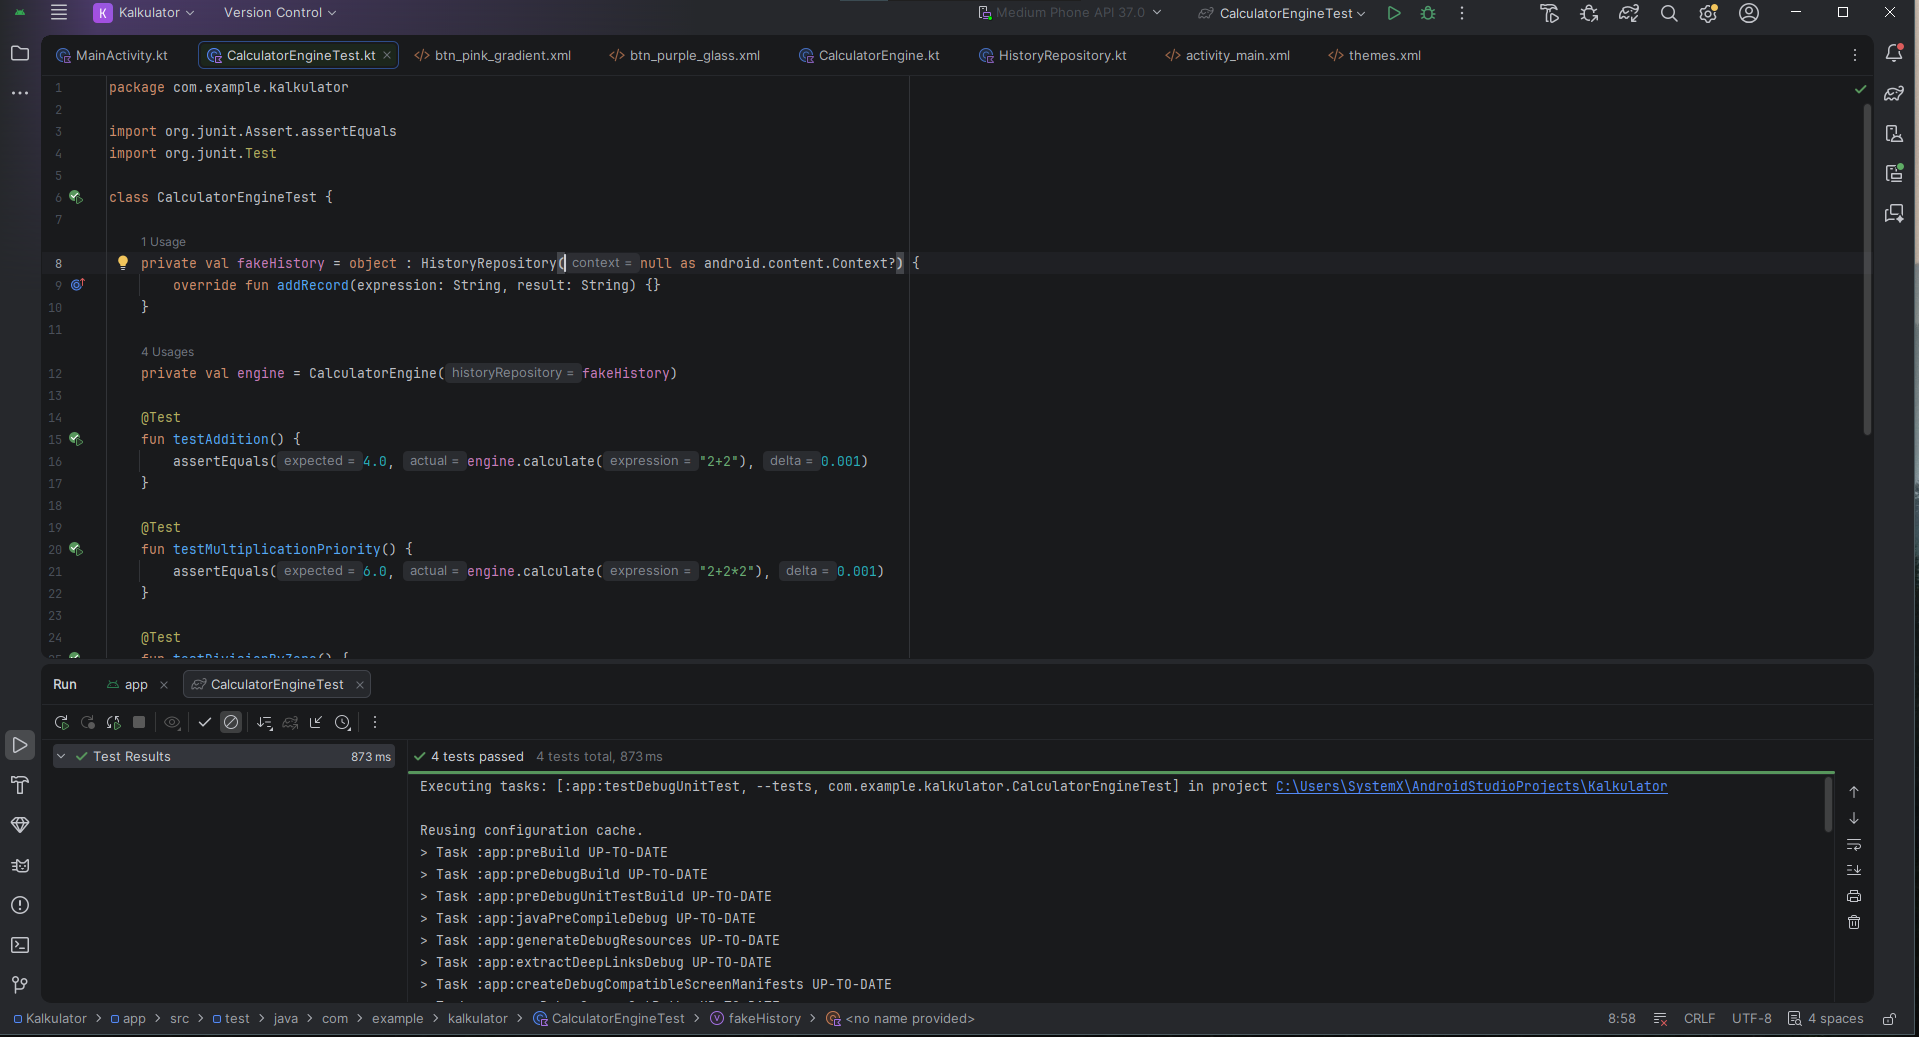 K Kalkulator Version Control Medium Phone API 37.0 CalculatorEngineTest
MainActivity.kt CalculatorEngineTest.kt btn_pink_gradient.xml btn_purple_glass.xml CalculatorEngine.kt HistoryRepository.kt activity_main.xml themes.xml
1 package com.example.kalkulator
2
3 import org.junit.Assert.assertEquals
4 import org.junit.Test
5
6 class CalculatorEngineTest {
7
1 Usage
8 private val fakeHistory = object : HistoryRepository( context = null as android.content.Context?) {
9 override fun addRecord(expression: String, result: String) {}
10 }
11
4 Usages
12 private val engine = CalculatorEngine( historyRepository = fakeHistory)
13
14 @Test
15 fun testAddition() {
16 assertEquals( expected = 4.0, actual = engine.calculate( expression = "2+2"), delta = 0.001)
17 }
18
19 @Test
20 fun testMultiplicationPriority() {
21 assertEquals( expected = 6.0, actual = engine.calculate( expression = "2+2*2"), delta = 0.001)
22 }
23
24 @Test
25 fun testDivisionByZero() {
Run app CalculatorEngineTest
Test Results 873 ms
4 tests passed 4 tests total, 873 ms
Executing tasks: [:app:testDebugUnitTest, --tests, com.example.kalkulator.CalculatorEngineTest] in project C:\Users\SystemX\AndroidStudioProjects\Kalkulator
Reusing configuration cache.
> Task :app:preBuild UP-TO-DATE
> Task :app:preDebugBuild UP-TO-DATE
> Task :app:preDebugUnitTestBuild UP-TO-DATE
> Task :app:javaPreCompileDebug UP-TO-DATE
> Task :app:generateDebugResources UP-TO-DATE
> Task :app:extractDeepLinksDebug UP-TO-DATE
> Task :app:createDebugCompatibleScreenManifests UP-TO-DATE
Kalkulator > app > src > test > java > com > example > kalkulator > CalculatorEngineTest > fakeHistory > <no name provided> 8:58 CRLF UTF-8 4 spaces